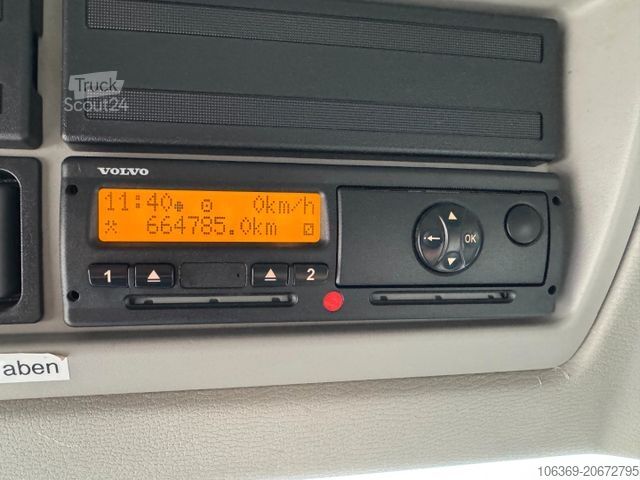 Truck
Scout24
VOLVO
11:40 0km/h
664785.0km
1 2
OK
aben
106369-20672795